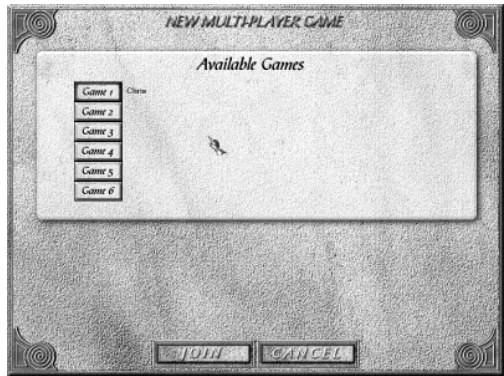 NEW MULTI-PLAYER GAME
Available Games
Game 1 Chris
Game 2
Game 3
Game 4
Game 5
Game 6
JOIN CANCEL